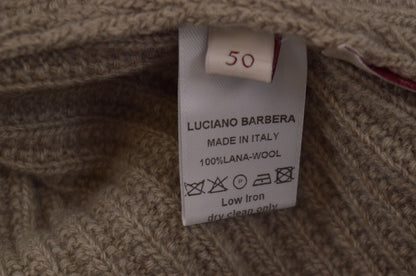 50
LUCIANO BARBERA
MADE IN ITALY
100%LANA-WOOL
Low Iron
dry clean only